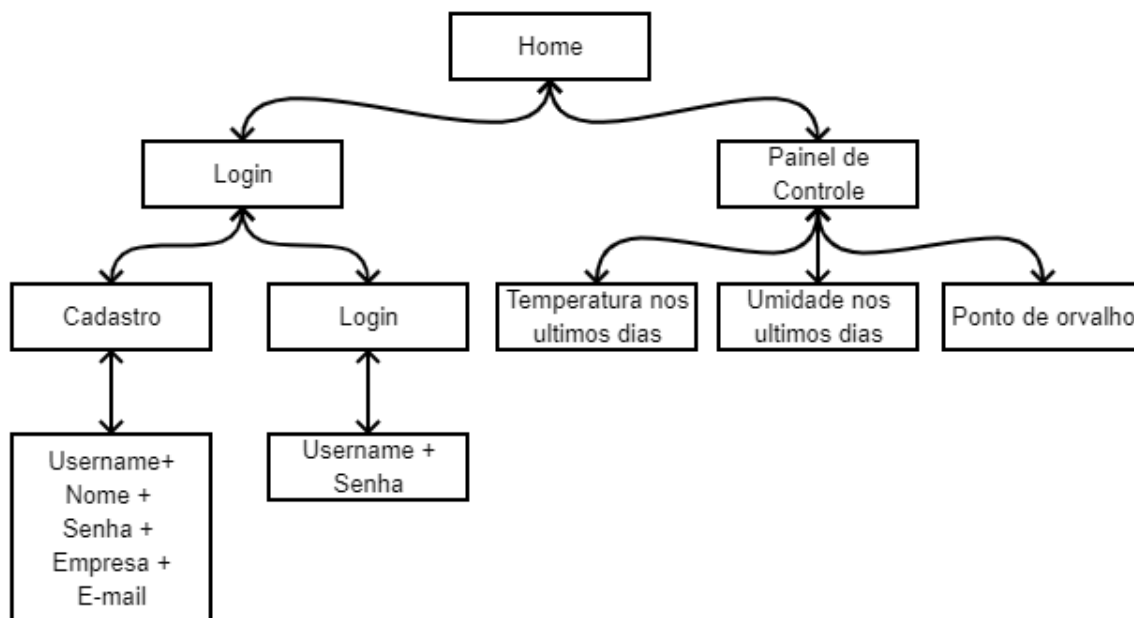 Home
Login
Painel de
Controle
Cadastro
Login
Temperatura nos
ultimos dias
Umidade nos
ultimos dias
Ponto de orvalho
Username+
Nome +
Senha +
Empresa +
E-mail
Username +
Senha